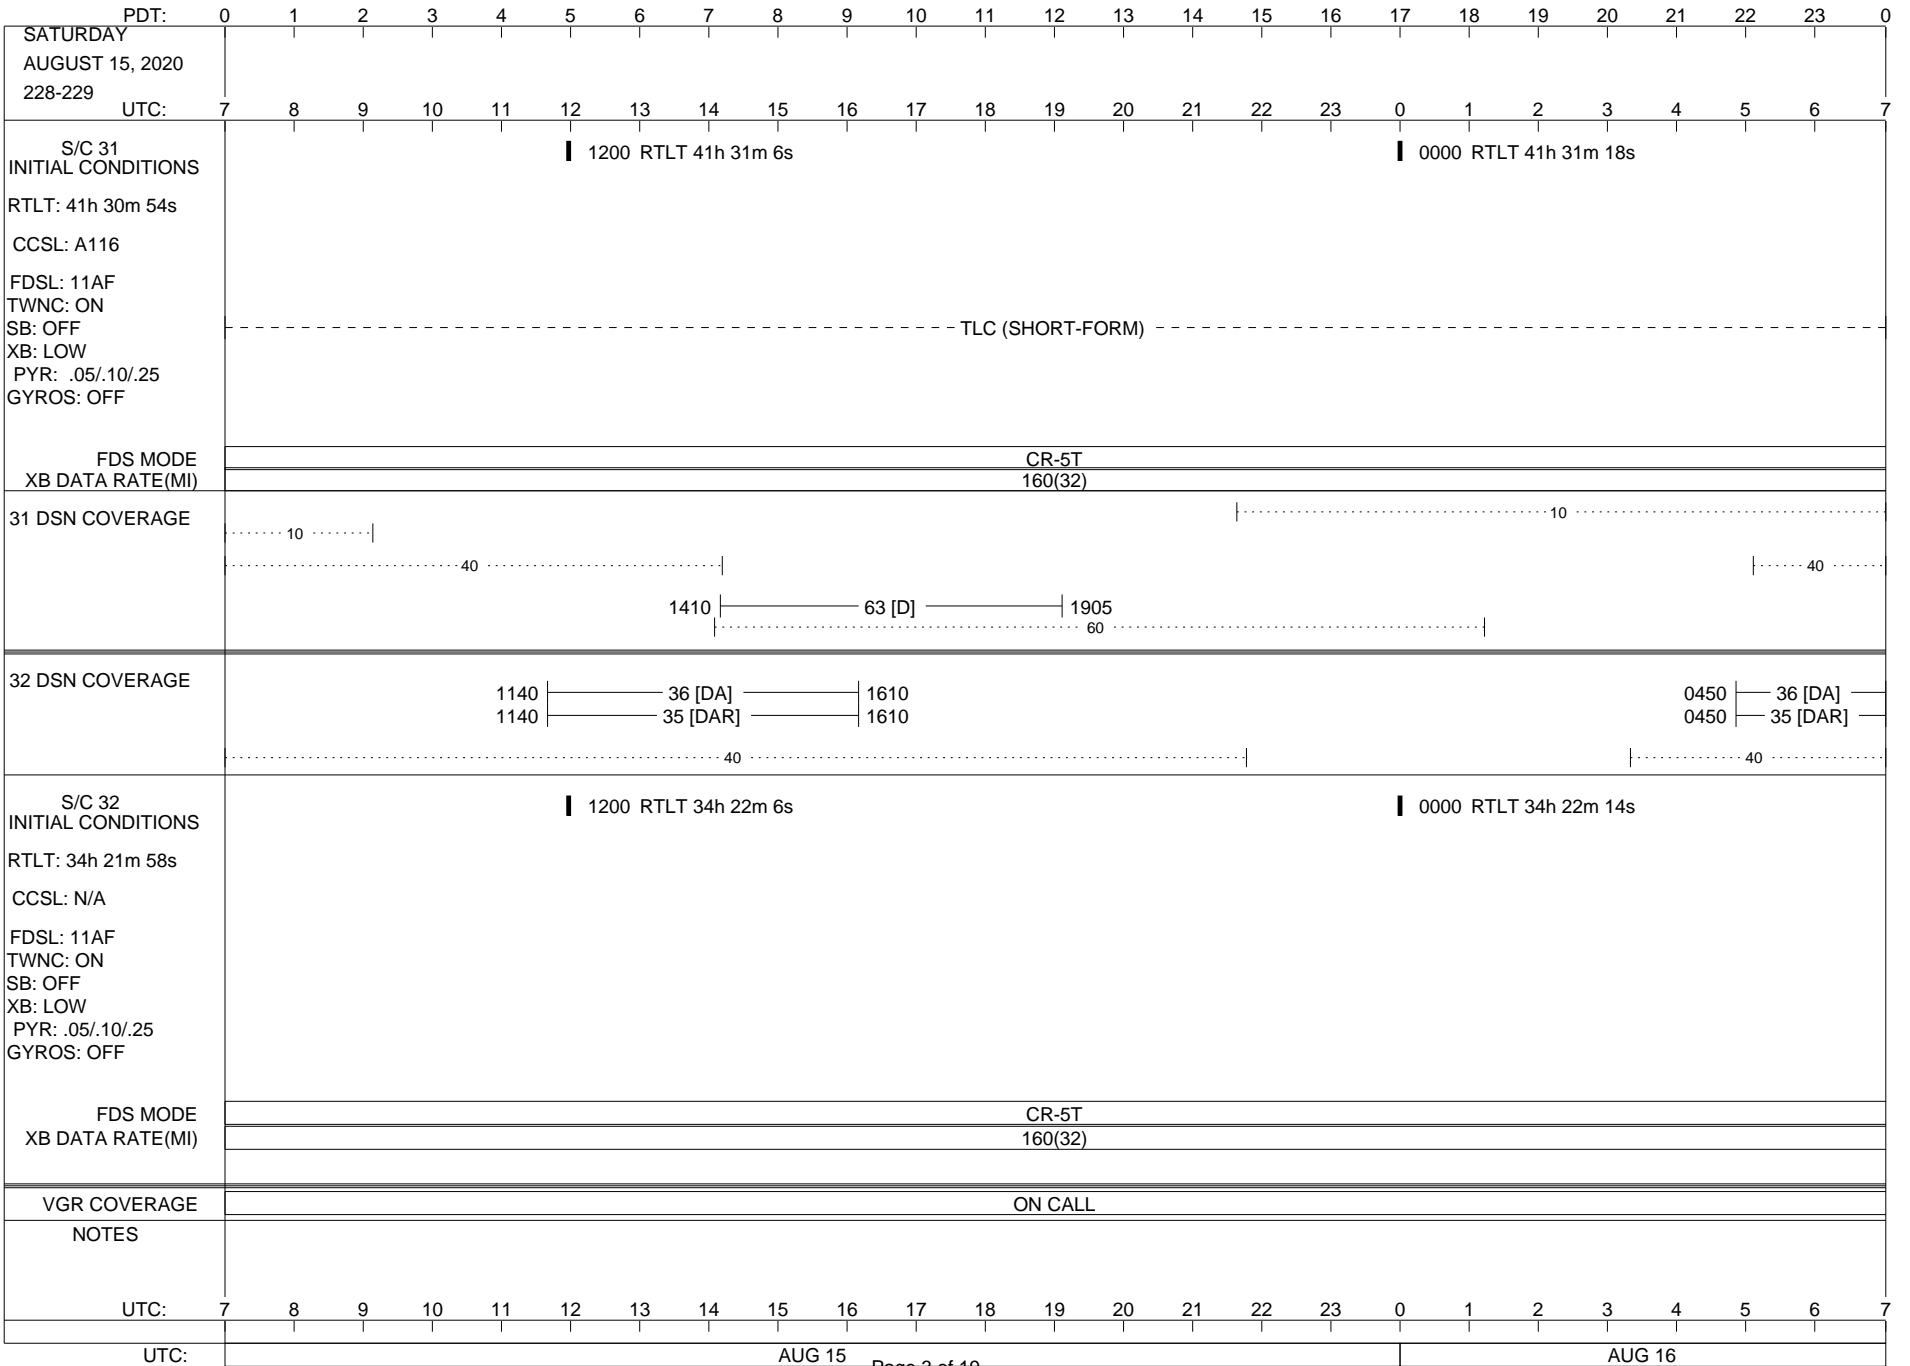 PDT: 0 1 2 3 4 5 6 7 8 9 10 11 12 13 14 15 16 17 18 19 20 21 22 23 0
SATURDAY
AUGUST 15, 2020
228-229
UTC: 7 8 9 10 11 12 13 14 15 16 17 18 19 20 21 22 23 0 1 2 3 4 5 6 7
S/C 31
INITIAL CONDITIONS
1200 RTLT 41h 31m 6s
0000 RTLT 41h 31m 18s
RTLT: 41h 30m 54s
CCSL: A116
FDSL: 11AF
TWNC: ON
SB: OFF
TLC (SHORT-FORM)
XB: LOW
PYR: .05/.10/.25
GYROS: OFF
FDS MODE
CR-5T
XB DATA RATE(MI)
160(32)
31 DSN COVERAGE
10
10
40
40
1410 63 [D] 1905
60
32 DSN COVERAGE
1140 36 [DA] 1610
0450 36 [DA]
1140 35 [DAR] 1610
0450 35 [DAR]
40
40
S/C 32
INITIAL CONDITIONS
1200 RTLT 34h 22m 6s
0000 RTLT 34h 22m 14s
RTLT: 34h 21m 58s
CCSL: N/A
FDSL: 11AF
TWNC: ON
SB: OFF
XB: LOW
PYR: .05/.10/.25
GYROS: OFF
FDS MODE
CR-5T
XB DATA RATE(MI)
160(32)
VGR COVERAGE
ON CALL
NOTES
UTC: 7 8 9 10 11 12 13 14 15 16 17 18 19 20 21 22 23 0 1 2 3 4 5 6 7
UTC:
AUG 15
AUG 16